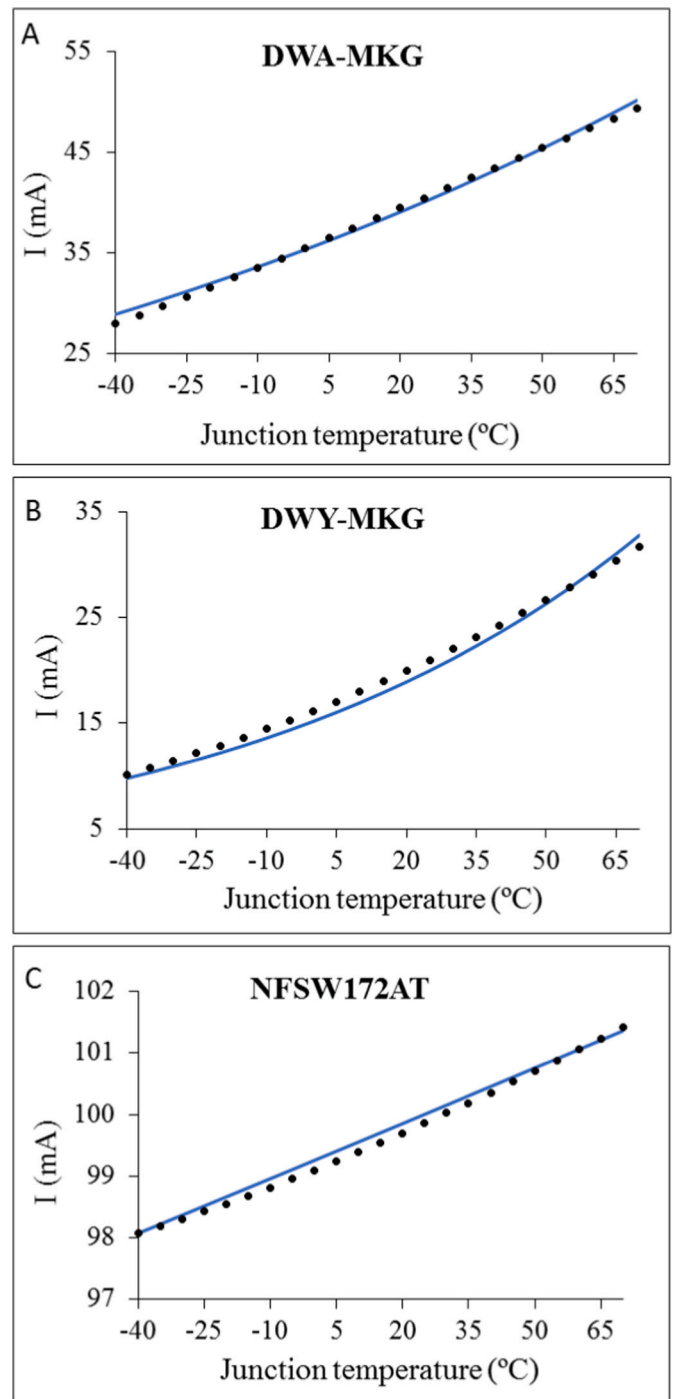 A
DWA-MKG
55
45
35
25
I (mA)
-40 -25 -10 5 20 35 50 65
Junction temperature (ºC)
B
DWY-MKG
35
25
15
5
I (mA)
-40 -25 -10 5 20 35 50 65
Junction temperature (ºC)
C
NFSW172AT
102
101
100
99
98
97
I (mA)
-40 -25 -10 5 20 35 50 65
Junction temperature (ºC)